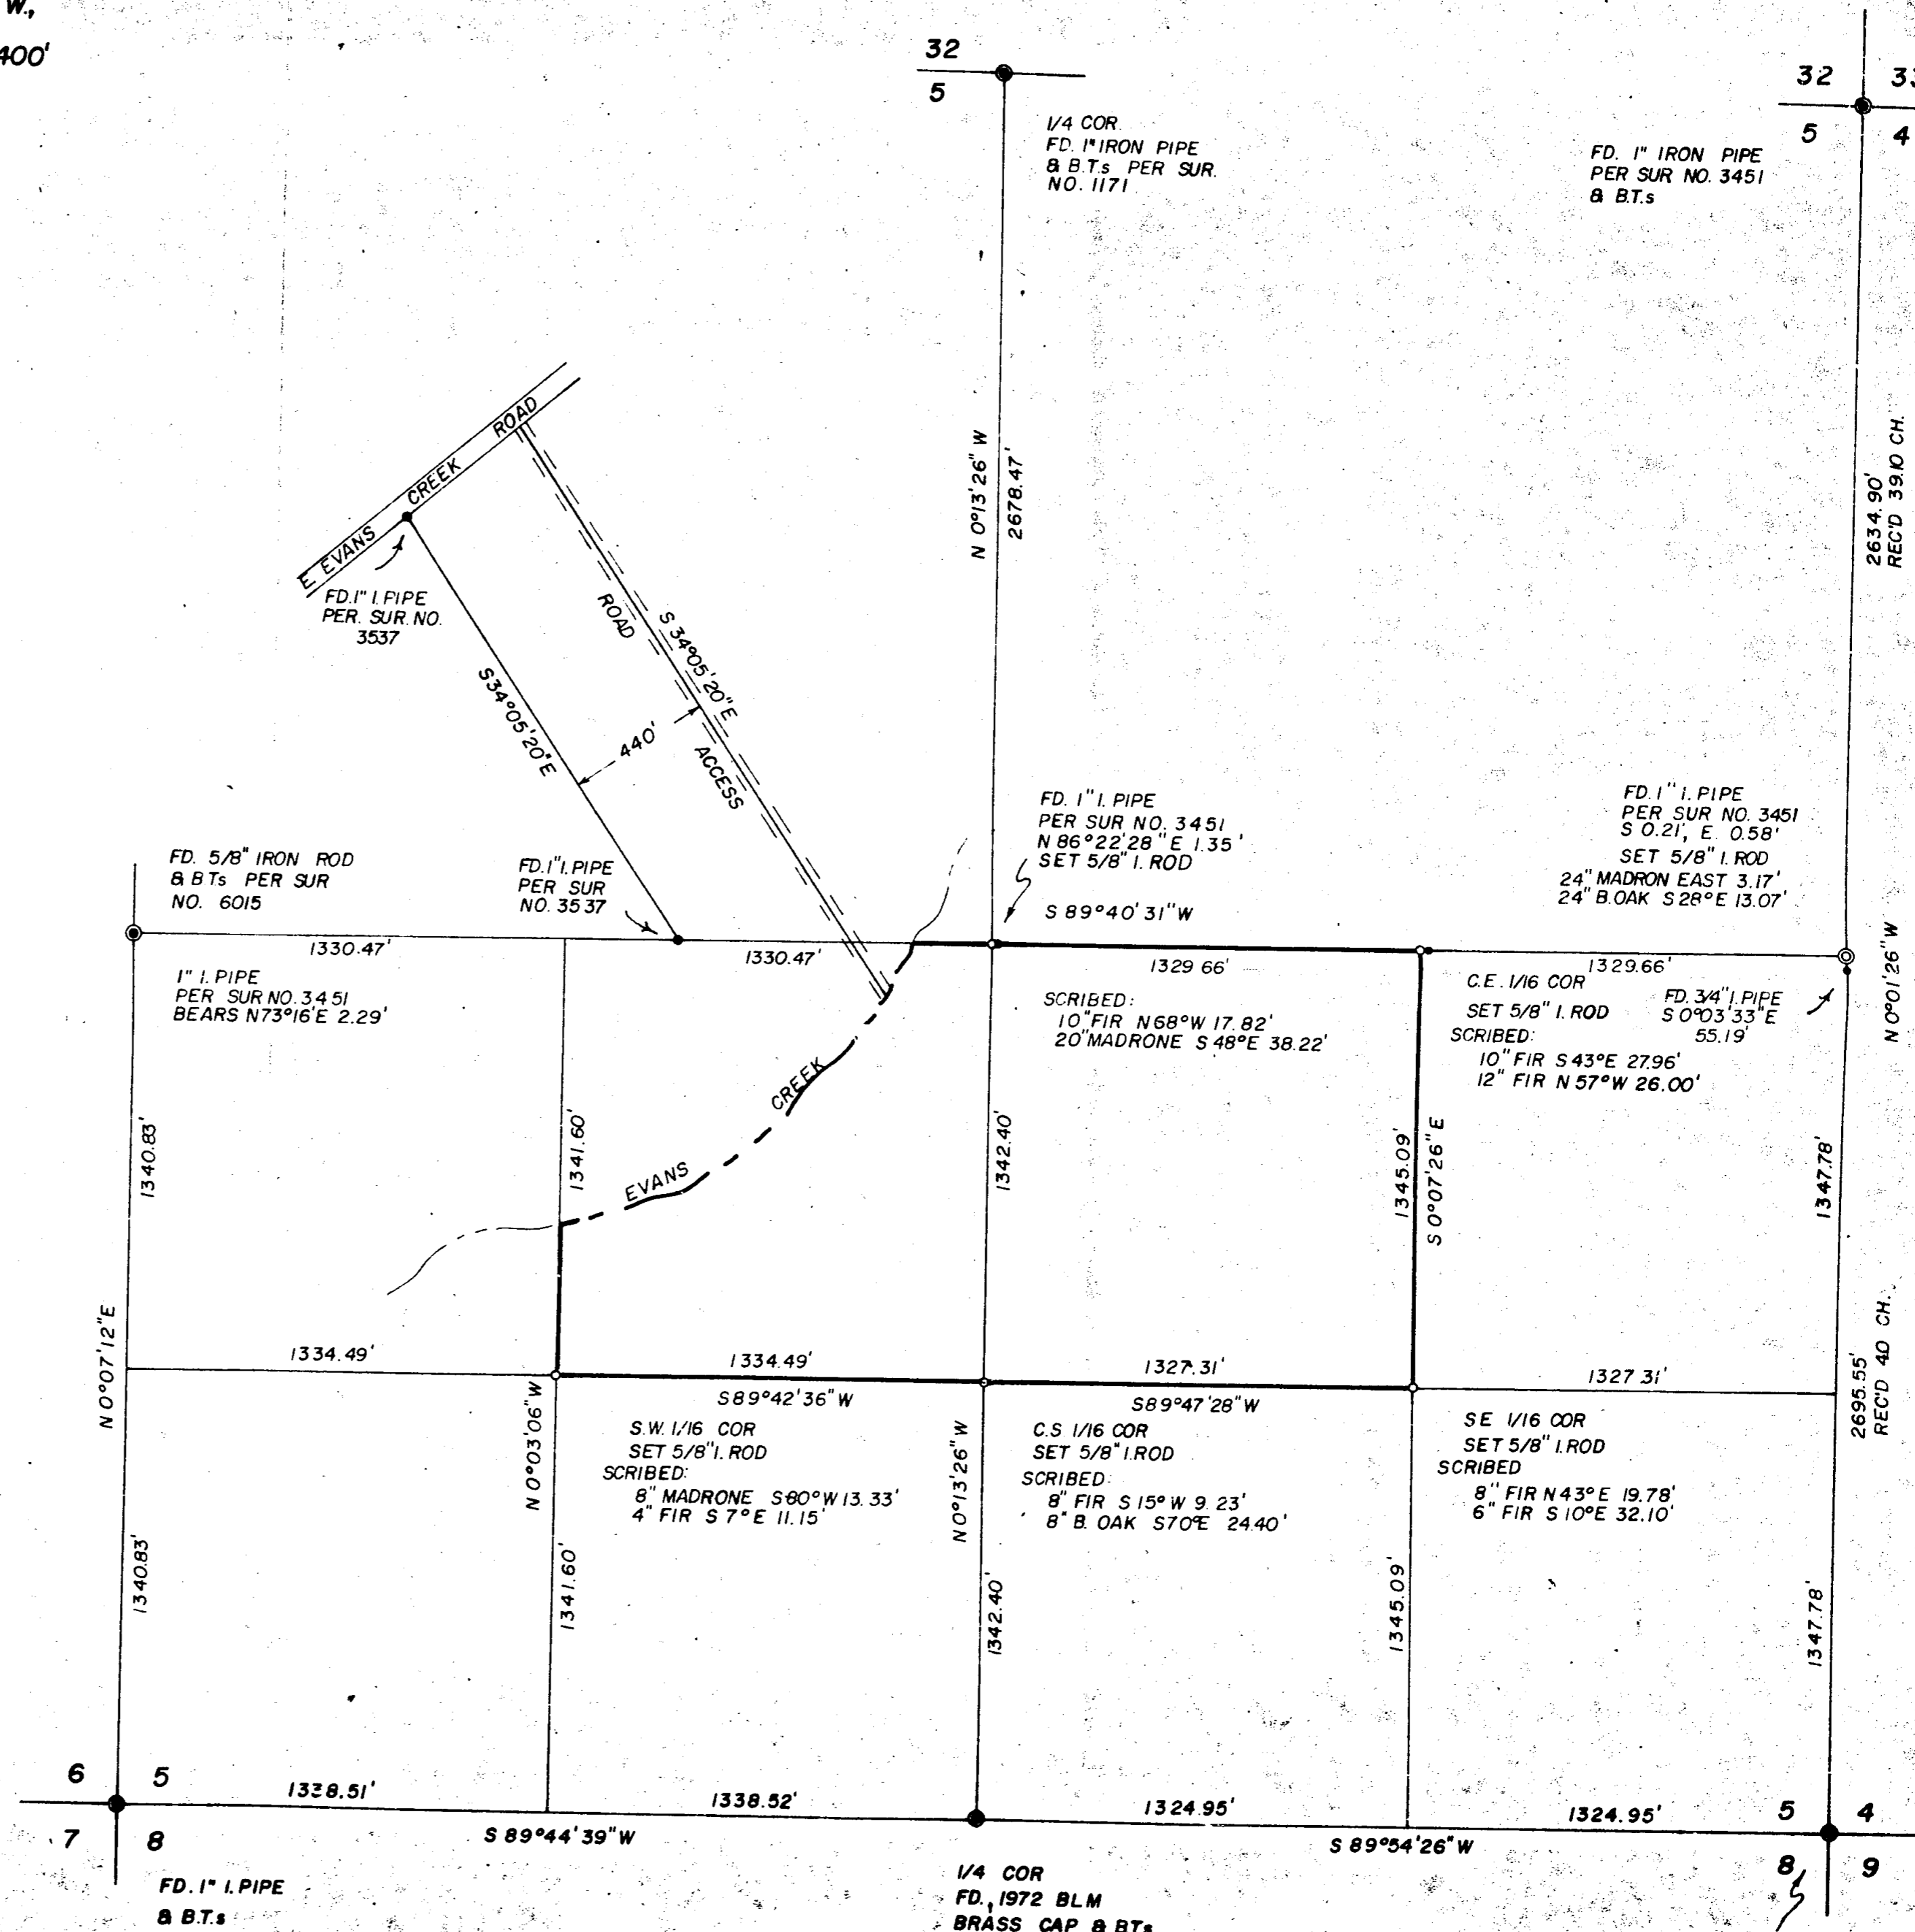 W.,
400'
32
5
32
33
5
4
1/4 COR.
FD. 1" IRON PIPE
& B.T.s PER SUR.
NO. 1171
FD. 1" IRON PIPE
PER SUR NO. 3451
& B.T.s
N 0°13'26" W
2678.47'
2634.90'
REC'D 39.10 CH.
E. EVANS CREEK ROAD
FD. 1" I. PIPE
PER. SUR. NO.
3537
S34°05'20"E
440'
ROAD ACCESS
S 34°05'20"E
FD. 5/8" IRON ROD
& BTs PER SUR
NO. 6015
FD. 1" I. PIPE
PER SUR
NO. 3537
FD. 1" I. PIPE
PER SUR NO. 3451
N 86°22'28" E 1.35'
SET 5/8" I. ROD
S 89°40'31" W
FD. 1" I. PIPE
PER SUR NO. 3451
S 0.21', E. 0.58'
SET 5/8" I. ROD
24" MADRON EAST 3.17'
24" B.OAK S 28°E 13.07'
N 0°01'26" W
1330.47'
1330.47'
1329.66'
1329.66'
1" I. PIPE
PER SUR NO. 3451
BEARS N73°16'E 2.29'
SCRIBED:
10" FIR N 68°W 17.82'
20" MADRONE S 48°E 38.22'
C.E. 1/16 COR
SET 5/8" I. ROD
SCRIBED:
10" FIR S 43°E 27.96'
12" FIR N 57°W 26.00'
FD. 3/4" I. PIPE
S 0°03'33"E
55.19'
EVANS CREEK
1340.83'
1341.60'
1342.40'
1345.09'
S 0°07'26" E
1347.78'
N 0°07'12"E
1334.49'
1334.49'
1327.31'
1327.31'
S89°42'36" W
S89°47'28" W
2695.55'
REC'D 40 CH.
N 0°03'06" W
S.W. 1/16 COR
SET 5/8" I. ROD
SCRIBED:
8" MADRONE S 80° W 13.33'
4" FIR S 7°E 11.15'
N 0°13'26" W
C.S. 1/16 COR
SET 5/8" I.ROD
SCRIBED:
8" FIR S 15° W 9.23'
8" B. OAK S70°E 24.40'
SE 1/16 COR
SET 5/8" I.ROD
SCRIBED
8" FIR N 43° E 19.78'
6" FIR S 10°E 32.10'
1340.83'
1341.60'
1342.40'
1345.09'
1347.78'
6
5
1338.51'
1338.52'
1324.95'
1324.95'
5
4
7
8
S 89°44'39" W
S 89°54'26" W
8
9
FD. 1" I. PIPE
& B.T.s
1/4 COR
FD., 1972 BLM
BRASS CAP & BTs